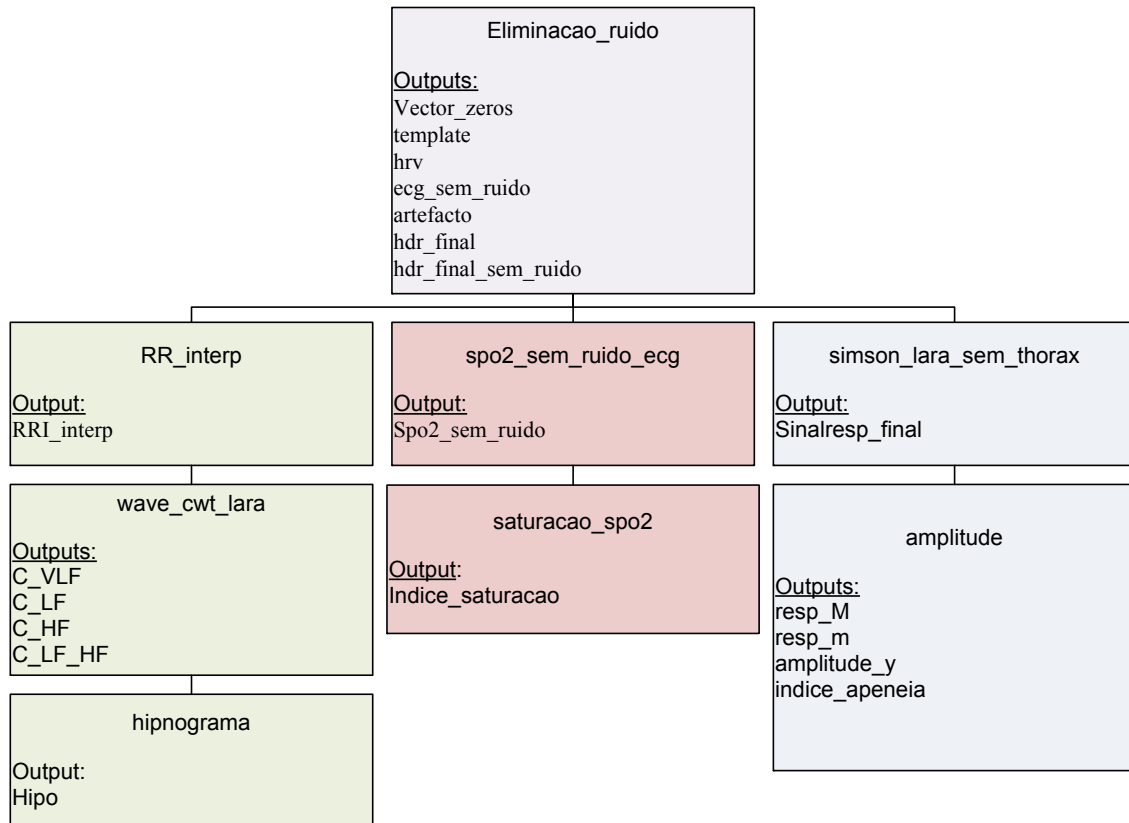 Eliminacao_ruido
Outputs:
Vector_zeros
template
hrv
ecg_sem_ruido
artefacto
hdr_final
hdr_final_sem_ruido
RR_interp
Output:
RRI_interp
spo2_sem_ruido_ecg
Output:
Spo2_sem_ruido
simson_lara_sem_thorax
Output:
Sinalresp_final
wave_cwt_lara
Outputs:
C_VLF
C_LF
C_HF
C_LF_HF
saturacao_spo2
Output:
Indice_saturacao
amplitude
Outputs:
resp_M
resp_m
amplitude_y
indice_apeneia
hipnograma
Output:
Hipo